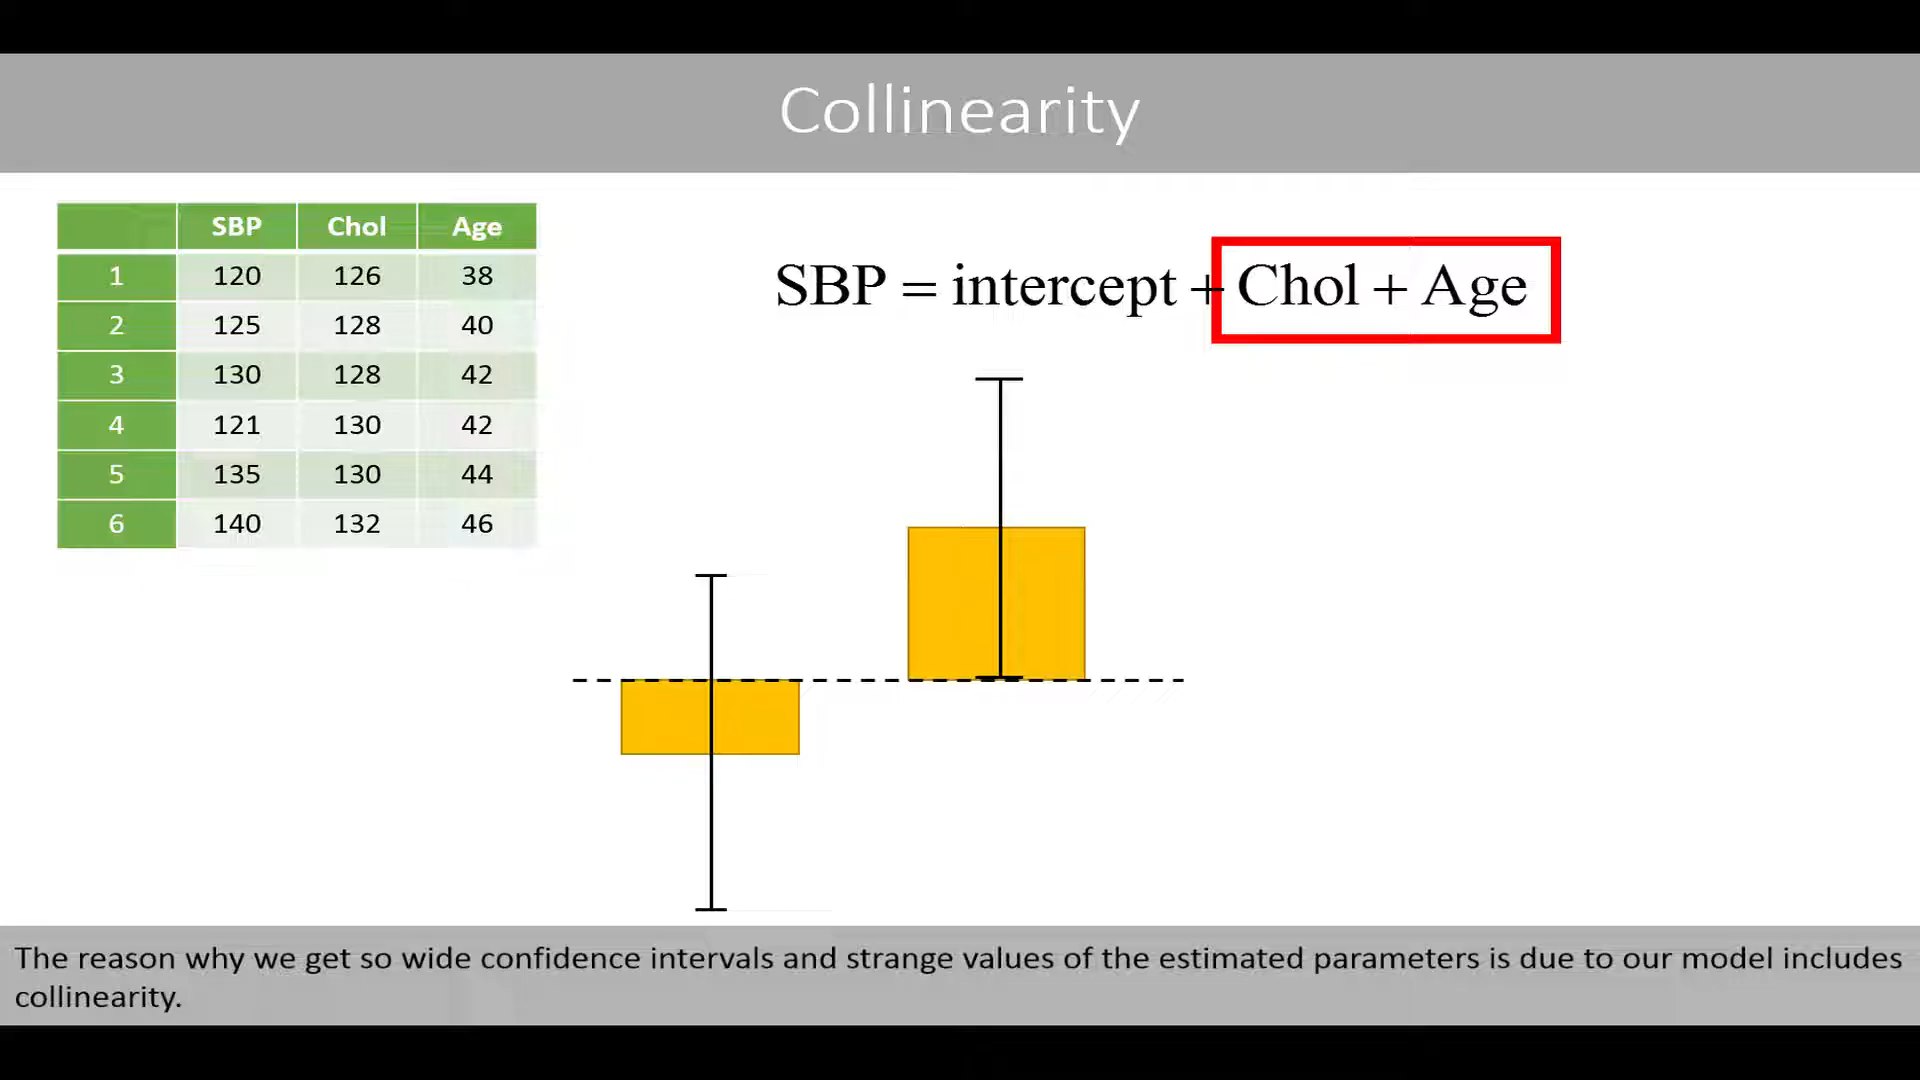 Collinearity
SBP Chol Age
1 120 126 38
2 125 128 40
3 130 128 42
4 121 130 42
5 135 130 44
6 140 132 46
SBP = intercept + Chol + Age
The reason why we get so wide confidence intervals and strange values of the estimated parameters is due to our model includes
collinearity.